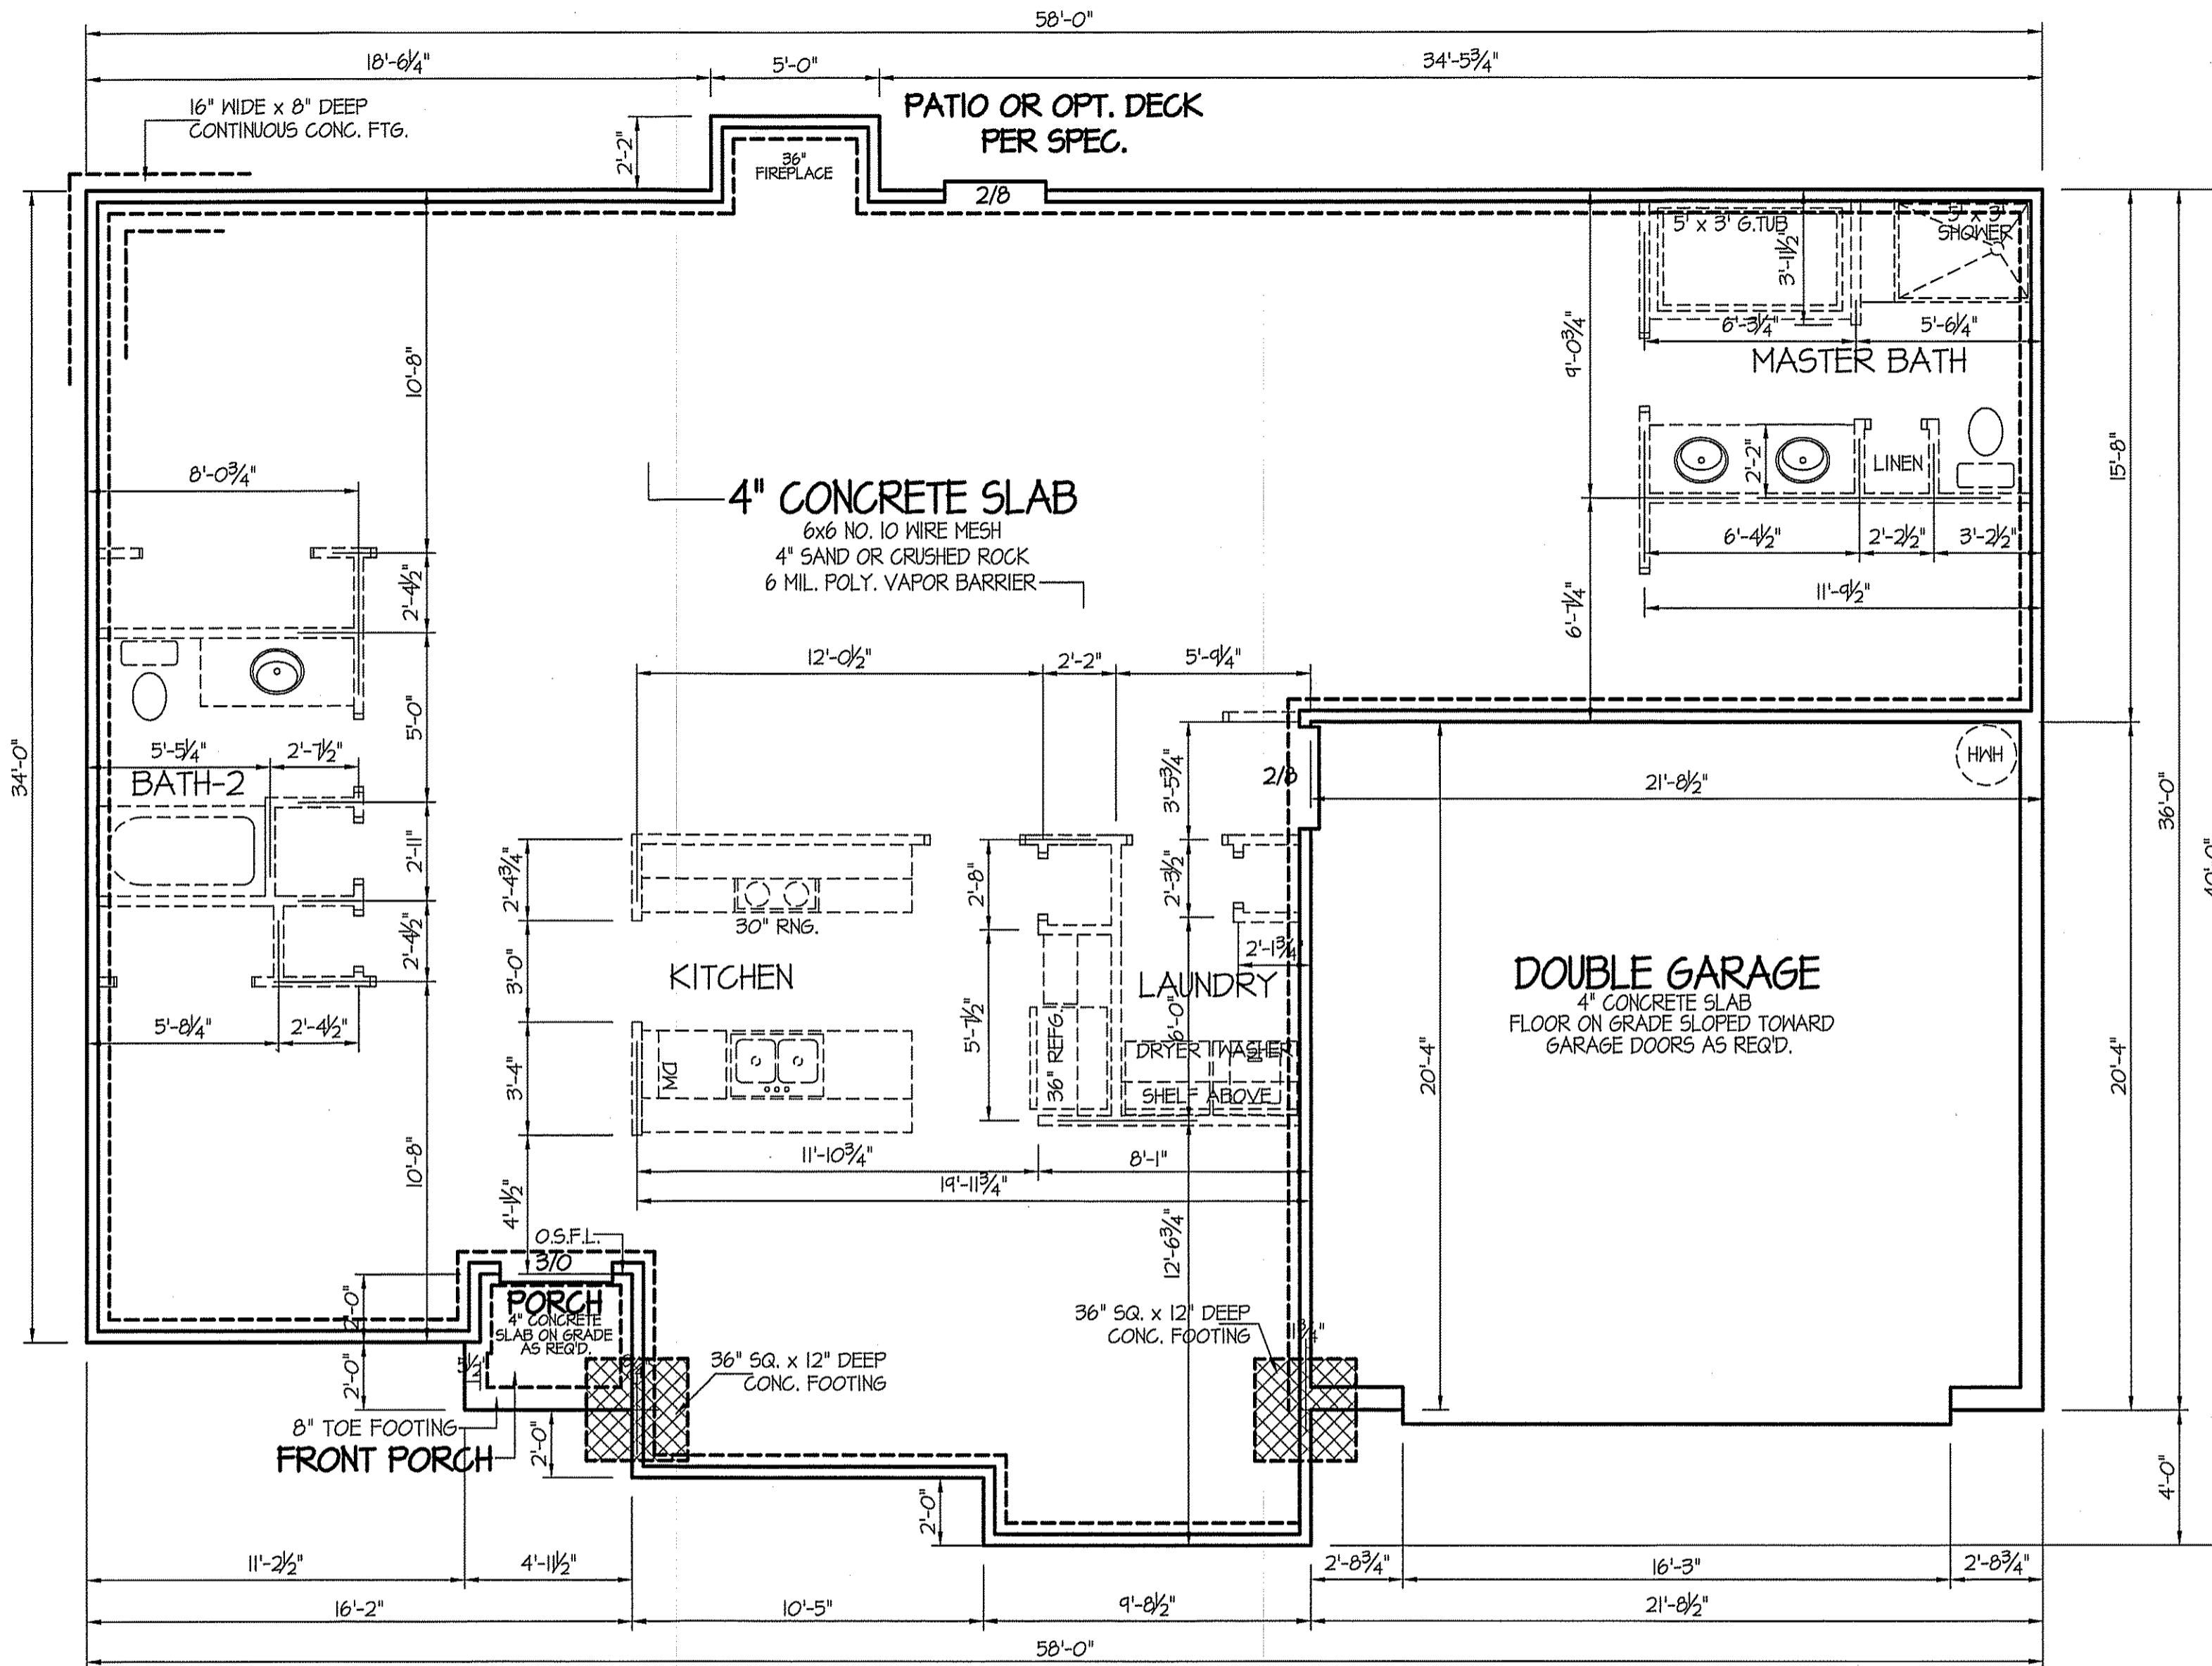 58'-0"
18'-6¼"
5'-0"
34'-5¾"
16" WIDE x 8" DEEP
CONTINUOUS CONC. FTG.
PATIO OR OPT. DECK
PER SPEC.
2'-2"
36"
FIREPLACE
2/8
5' x 3' G.TUB
5' x 3'
SHOWER
3'-11½"
6'-3¼"
5'-6¼"
MASTER BATH
9'-0¾"
10'-8"
15'-8"
8'-0¾"
4" CONCRETE SLAB
6x6 NO. 10 WIRE MESH
4" SAND OR CRUSHED ROCK
6 MIL. POLY. VAPOR BARRIER
2'-2"
LINEN
6'-4½"
2'-2½"
3'-2½"
11'-9½"
6'-7¼"
2'-4½"
12'-0½"
2'-2"
5'-9¼"
5'-0"
34'-0"
5'-5¼"
2'-7½"
BATH-2
3'-5¾"
2/8
HWH
21'-8½"
36'-0"
40'-0"
2'-11"
2'-4¾"
30" RNG.
2'-8"
2'-3½"
2'-4½"
3'-0"
KITCHEN
2'-1¾"
LAUNDRY
DOUBLE GARAGE
4" CONCRETE SLAB
FLOOR ON GRADE SLOPED TOWARD
GARAGE DOORS AS REQ'D.
5'-8¼"
2'-4½"
5'-7½"
6'-0"
3'-4"
DW
36" REFG.
DRYER
WASHER
SHELF ABOVE
20'-4"
20'-4"
10'-8"
11'-10¾"
8'-1"
19'-11¾"
4'-1½"
12'-6¾"
O.S.F.L.
3/0
PORCH
4" CONCRETE
SLAB ON GRADE
AS REQ'D.
2'-0"
2'-0"
5½"
36" SQ. x 12" DEEP
CONC. FOOTING
36" SQ. x 12" DEEP
CONC. FOOTING
1¾"
8" TOE FOOTING
FRONT PORCH
2'-0"
2'-0"
4'-0"
11'-2½"
4'-11½"
2'-8¾"
16'-3"
2'-8¾"
16'-2"
10'-5"
9'-8½"
21'-8½"
58'-0"